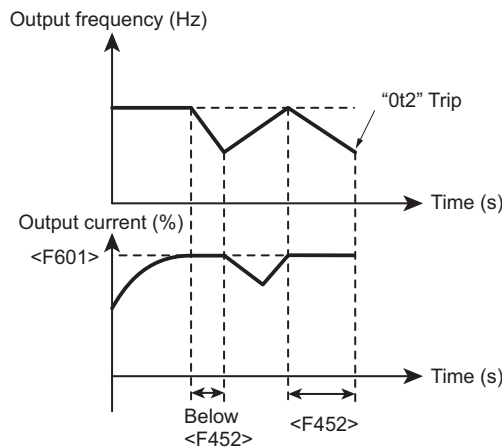 Output frequency (Hz)
“0t2” Trip
Time (s)
Output current (%)
<F601>
Time (s)
Below
<F452>
<F452>